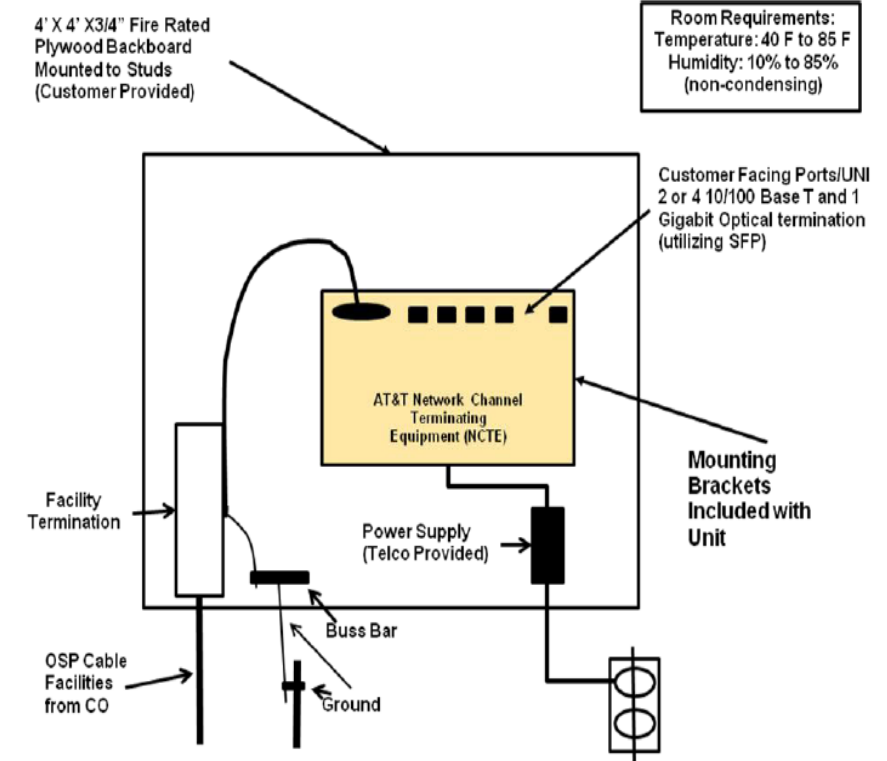 4' X 4' X3/4" Fire Rated
Plywood Backboard
Mounted to Studs
(Customer Provided)
Room Requirements:
Temperature: 40 F to 85 F
Humidity: 10% to 85%
(non-condensing)
Customer Facing Ports/UNI
2 or 4 10/100 Base T and 1
Gigabit Optical termination
(utilizing SFP)
AT&T Network Channel
Terminating
Equipment (NCTE)
Mounting
Brackets
Included with
Unit
Facility
Termination
Power Supply
(Telco Provided)
Buss Bar
OSP Cable
Facilities
from CO
Ground